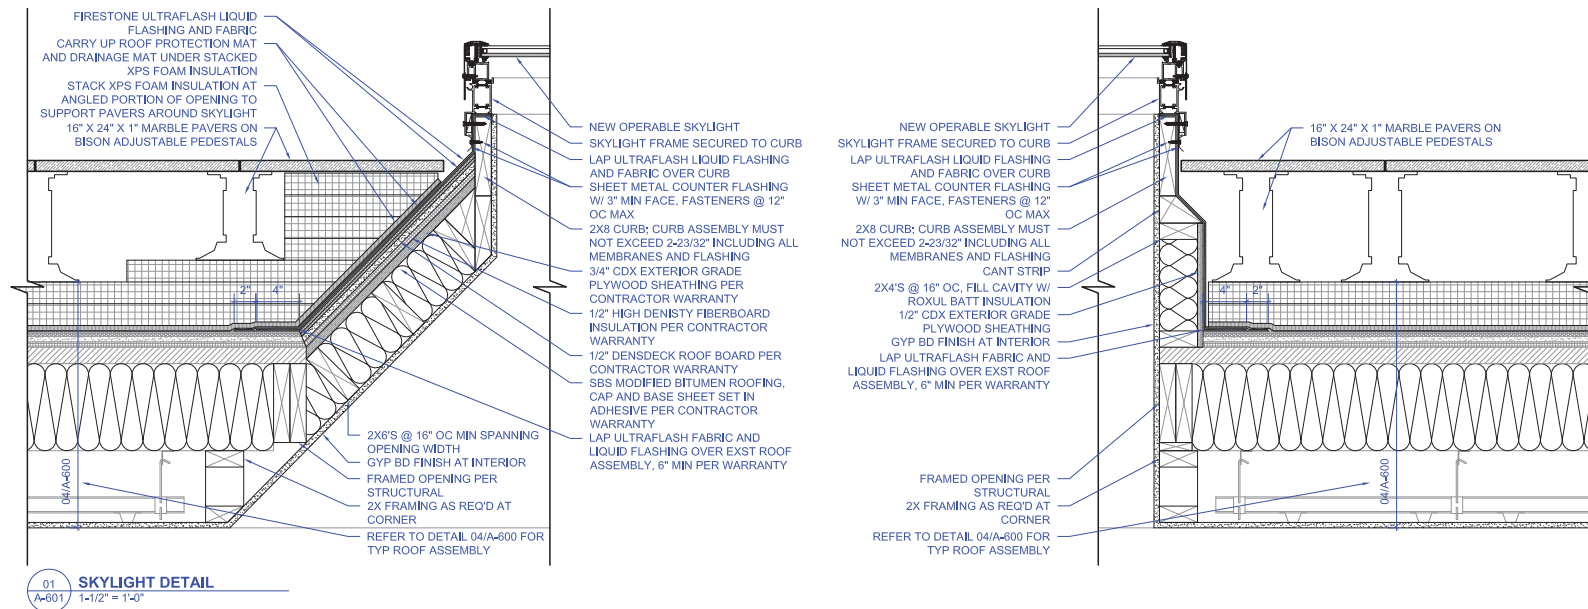 FIRESTONE ULTRAFLASH LIQUID
FLASHING AND FABRIC
CARRY UP ROOF PROTECTION MAT
AND DRAINAGE MAT UNDER STACKED
XPS FOAM INSULATION
STACK XPS FOAM INSULATION AT
ANGLED PORTION OF OPENING TO
SUPPORT PAVERS AROUND SKYLIGHT
16" X 24" X 1" MARBLE PAVERS ON
BISON ADJUSTABLE PEDESTALS
2"
4"
04/A-600
NEW OPERABLE SKYLIGHT
SKYLIGHT FRAME SECURED TO CURB
LAP ULTRAFLASH LIQUID FLASHING
AND FABRIC OVER CURB
SHEET METAL COUNTER FLASHING
W/ 3" MIN FACE, FASTENERS @ 12"
OC MAX
2X8 CURB; CURB ASSEMBLY MUST
NOT EXCEED 2-23/32" INCLUDING ALL
MEMBRANES AND FLASHING
3/4" CDX EXTERIOR GRADE
PLYWOOD SHEATHING PER
CONTRACTOR WARRANTY
1/2" HIGH DENISTY FIBERBOARD
INSULATION PER CONTRACTOR
WARRANTY
1/2" DENSDECK ROOF BOARD PER
CONTRACTOR WARRANTY
SBS MODIFIED BITUMEN ROOFING,
CAP AND BASE SHEET SET IN
ADHESIVE PER CONTRACTOR
WARRANTY
LAP ULTRAFLASH FABRIC AND
LIQUID FLASHING OVER EXST ROOF
ASSEMBLY, 6" MIN PER WARRANTY
2X6'S @ 16" OC MIN SPANNING
OPENING WIDTH
GYP BD FINISH AT INTERIOR
FRAMED OPENING PER
STRUCTURAL
2X FRAMING AS REQ'D AT
CORNER
REFER TO DETAIL 04/A-600 FOR
TYP ROOF ASSEMBLY
NEW OPERABLE SKYLIGHT
SKYLIGHT FRAME SECURED TO CURB
LAP ULTRAFLASH LIQUID FLASHING
AND FABRIC OVER CURB
SHEET METAL COUNTER FLASHING
W/ 3" MIN FACE, FASTENERS @ 12"
OC MAX
2X8 CURB; CURB ASSEMBLY MUST
NOT EXCEED 2-23/32" INCLUDING ALL
MEMBRANES AND FLASHING
CANT STRIP
2X4'S @ 16" OC, FILL CAVITY W/
ROXUL BATT INSULATION
1/2" CDX EXTERIOR GRADE
PLYWOOD SHEATHING
GYP BD FINISH AT INTERIOR
LAP ULTRAFLASH FABRIC AND
LIQUID FLASHING OVER EXST ROOF
ASSEMBLY, 6" MIN PER WARRANTY
FRAMED OPENING PER
STRUCTURAL
2X FRAMING AS REQ'D AT
CORNER
REFER TO DETAIL 04/A-600 FOR
TYP ROOF ASSEMBLY
16" X 24" X 1" MARBLE PAVERS ON
BISON ADJUSTABLE PEDESTALS
4"
2"
04/A-600
01
A-601
SKYLIGHT DETAIL
1-1/2" = 1'-0"